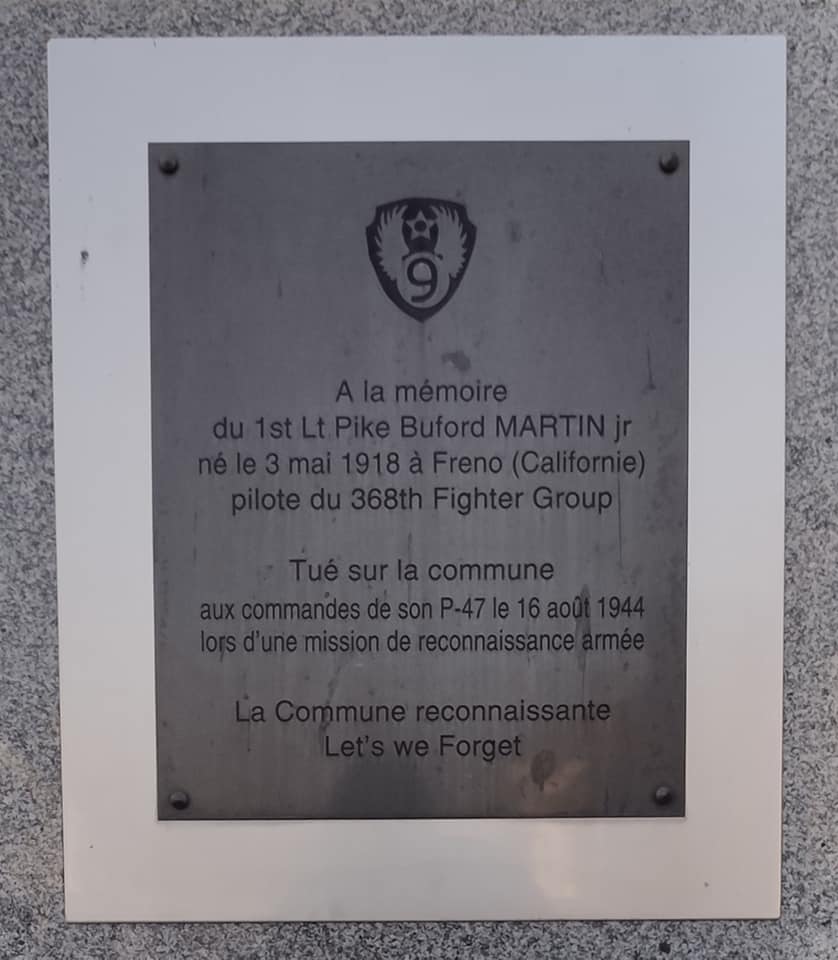 9
A la mémoire
du 1st Lt Pike Buford MARTIN jr
né le 3 mai 1918 à Freno (Californie)
pilote du 368th Fighter Group
Tué sur la commune
aux commandes de son P-47 le 16 août 1944
lors d'une mission de reconnaissance armée
La Commune reconnaissante
Let's we Forget